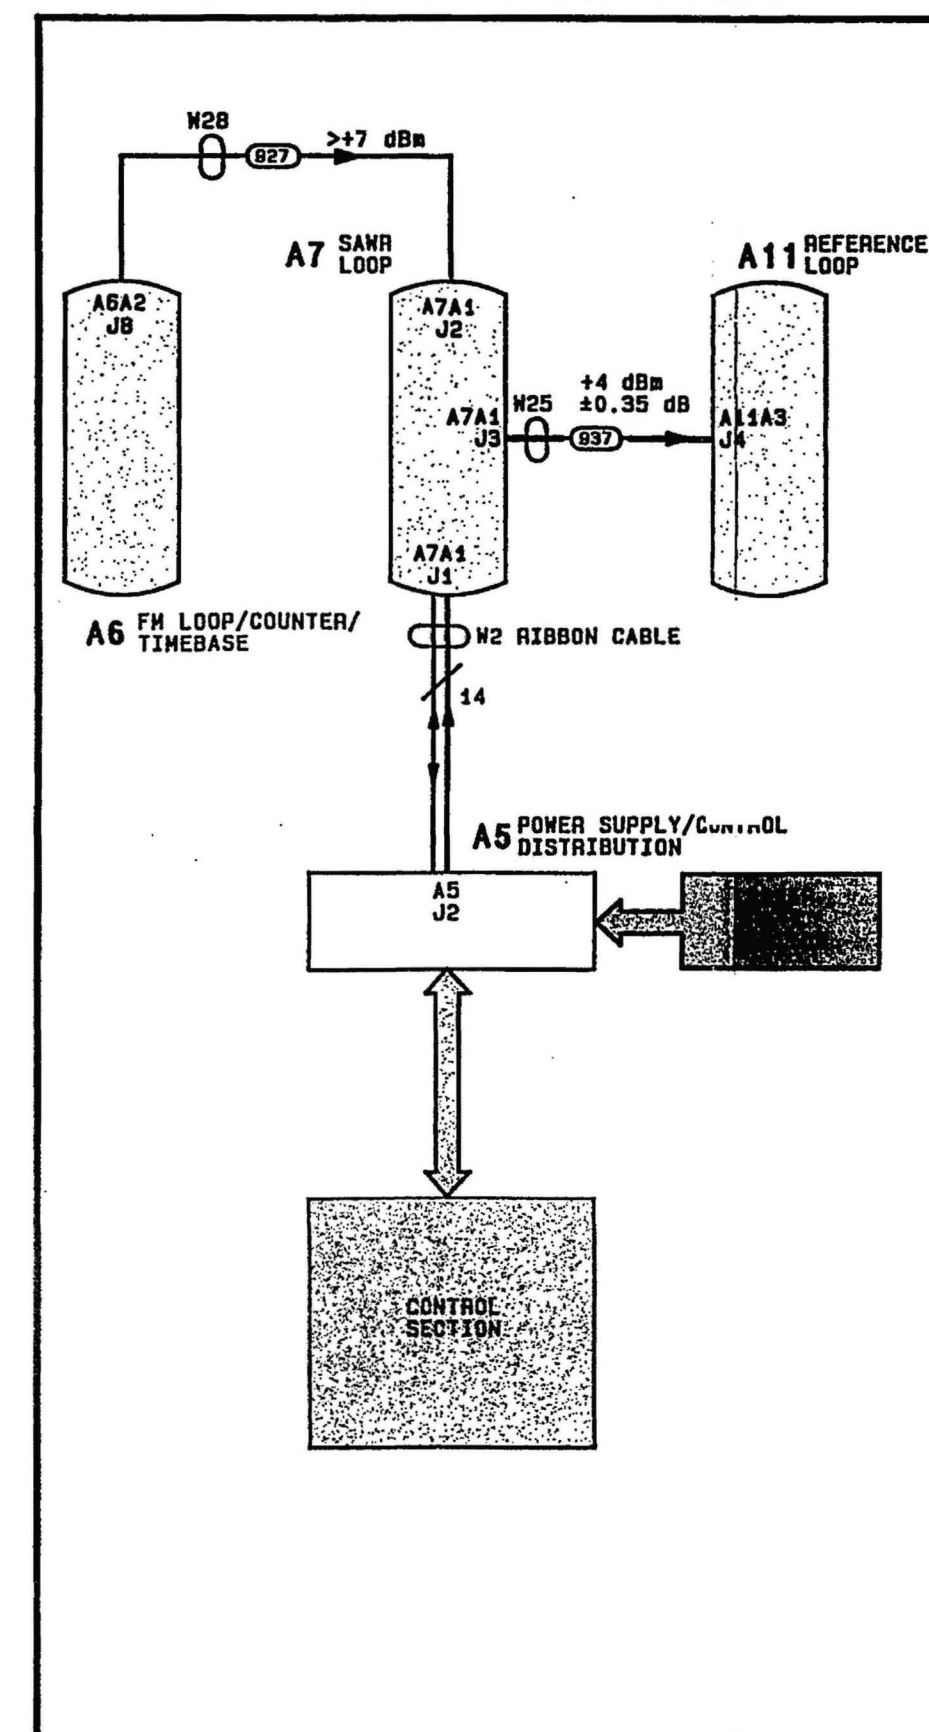 W28
927
>+7 dBm
A7 SAWR
LOOP
A11 REFERENCE
LOOP
A6A2
J8
A7A1
J2
A7A1
J3
W25
937
+4 dBm
±0.35 dB
A11A3
J4
A7A1
J1
A6 FM LOOP/COUNTER/
TIMEBASE
W2 RIBBON CABLE
14
A5 POWER SUPPLY/CONTROL
DISTRIBUTION
A5
J2
CONTROL
SECTION